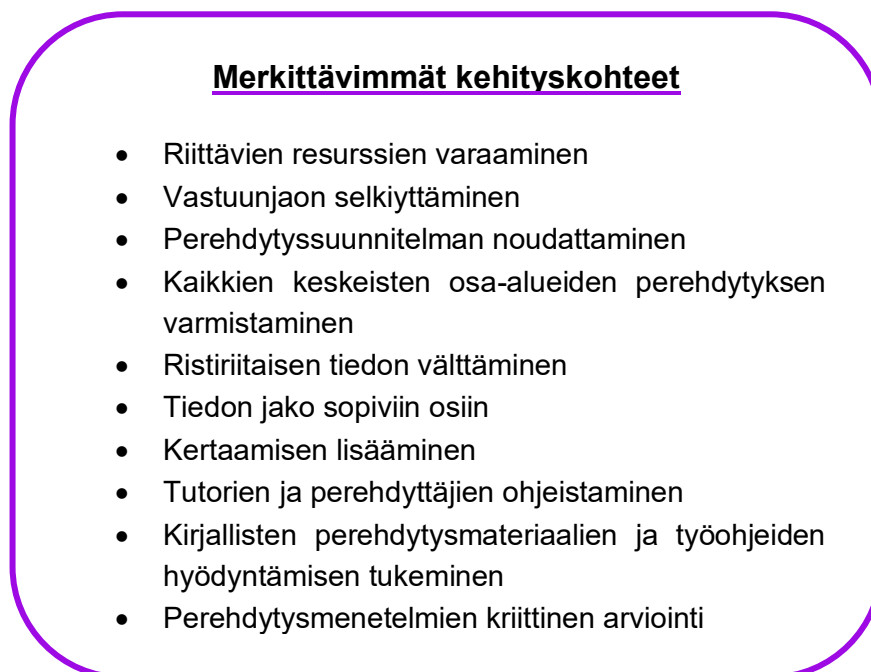 Merkittävimmät kehityskohteet
• Riittävien resurssien varaaminen
• Vastuunjaon selkiyttäminen
• Perehdytyssuunnitelman noudattaminen
• Kaikkien keskeisten osa-alueiden perehdytyksen
varmistaminen
• Ristiriitaisen tiedon välttäminen
• Tiedon jako sopiviin osiin
• Kertaamisen lisääminen
• Tutorien ja perehdyttäjien ohjeistaminen
• Kirjallisten perehdytysmateriaalien ja työohjeiden
hyödyntämisen tukeminen
• Perehdytysmenetelmien kriittinen arviointi